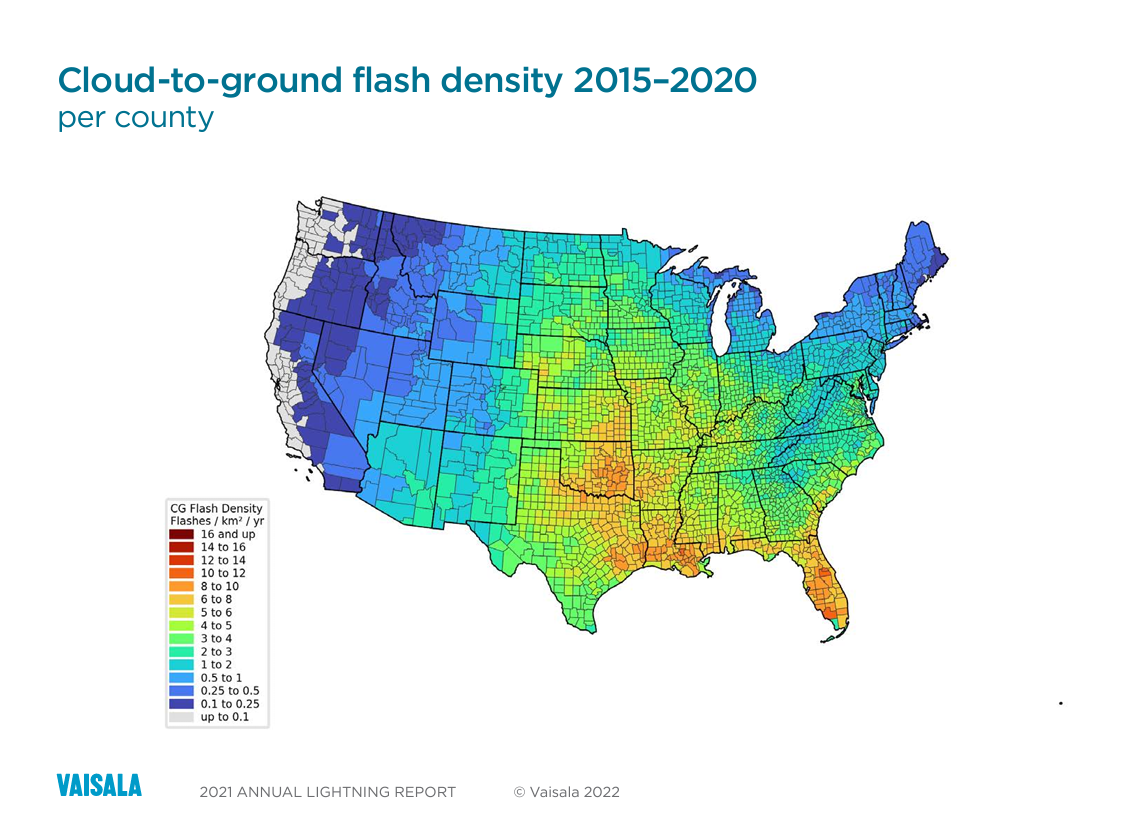 Cloud-to-ground flash density 2015–2020
per county
CG Flash Density
Flashes / km² / yr
16 and up
14 to 16
12 to 14
10 to 12
8 to 10
6 to 8
5 to 6
4 to 5
3 to 4
2 to 3
1 to 2
0.5 to 1
0.25 to 0.5
0.1 to 0.25
up to 0.1
VAISALA
2021 ANNUAL LIGHTNING REPORT
© Vaisala 2022